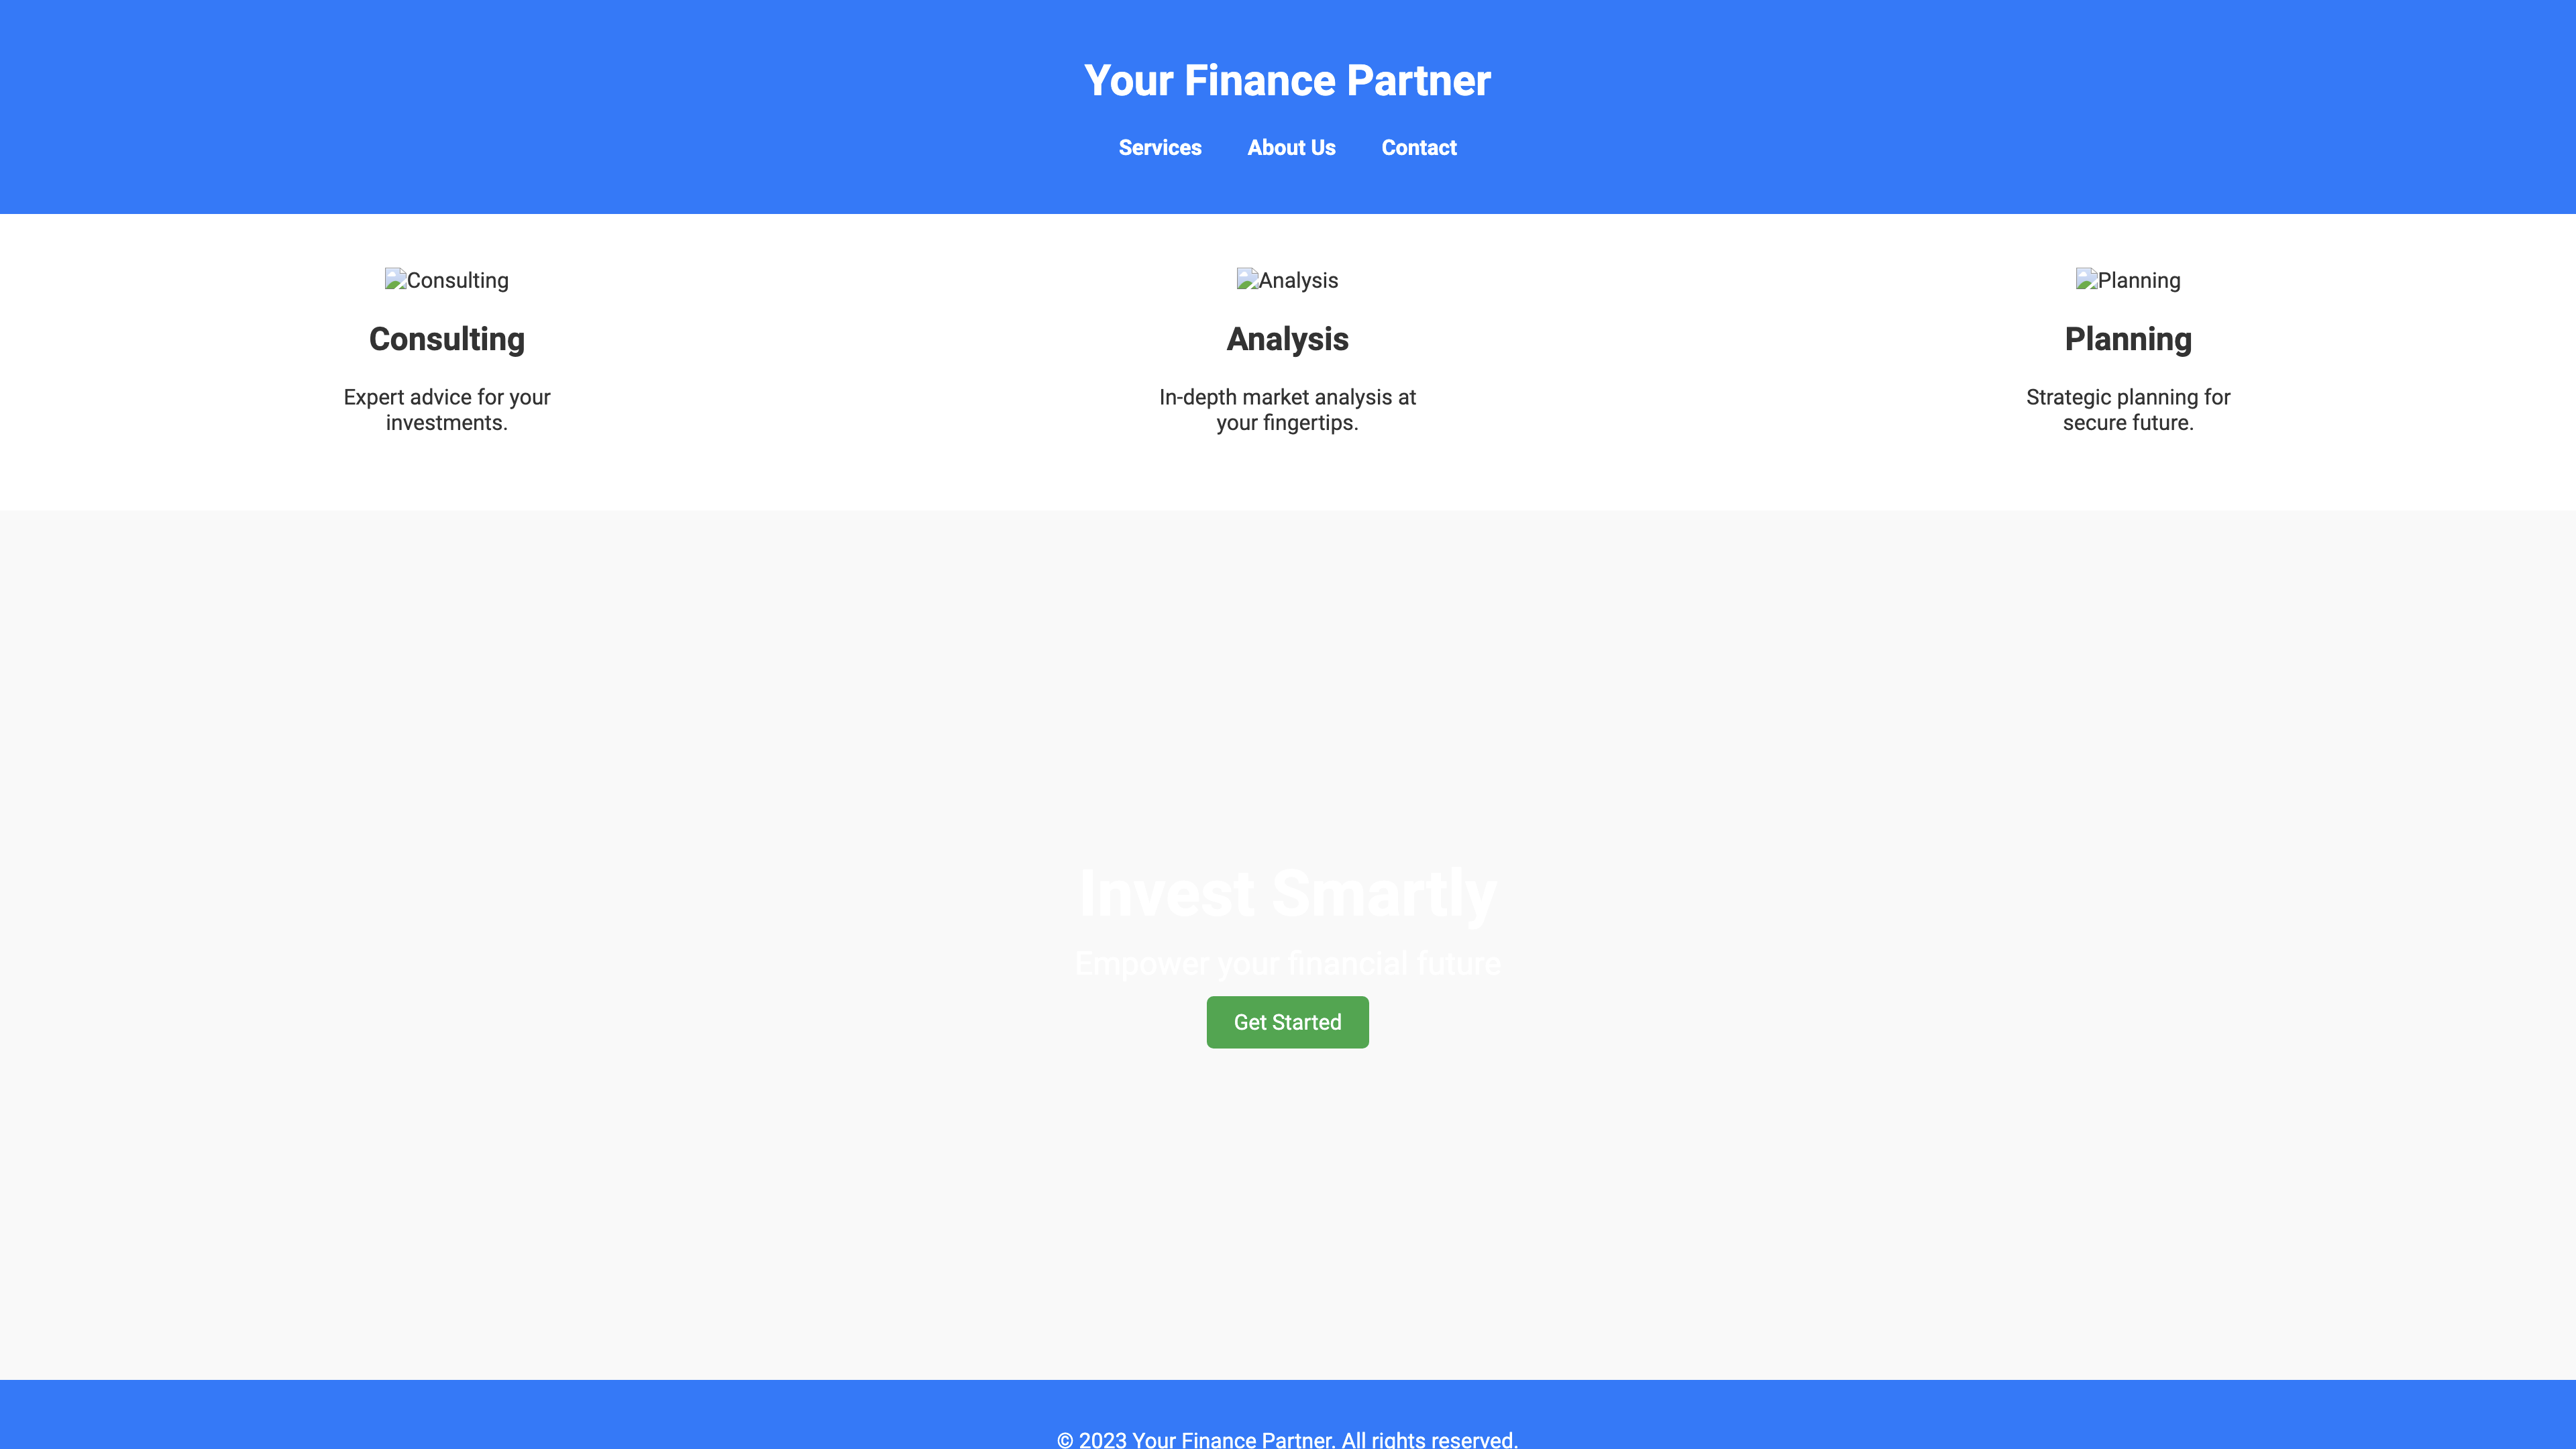 Your Finance Partner
Services About Us Contact
Consulting Analysis Planning
Consulting Analysis Planning
Expert advice for your
investments.
In-depth market analysis at
your fingertips.
Strategic planning for
secure future.
Invest Smartly
Empower your financial future
Get Started
© 2023 Your Finance Partner. All rights reserved.